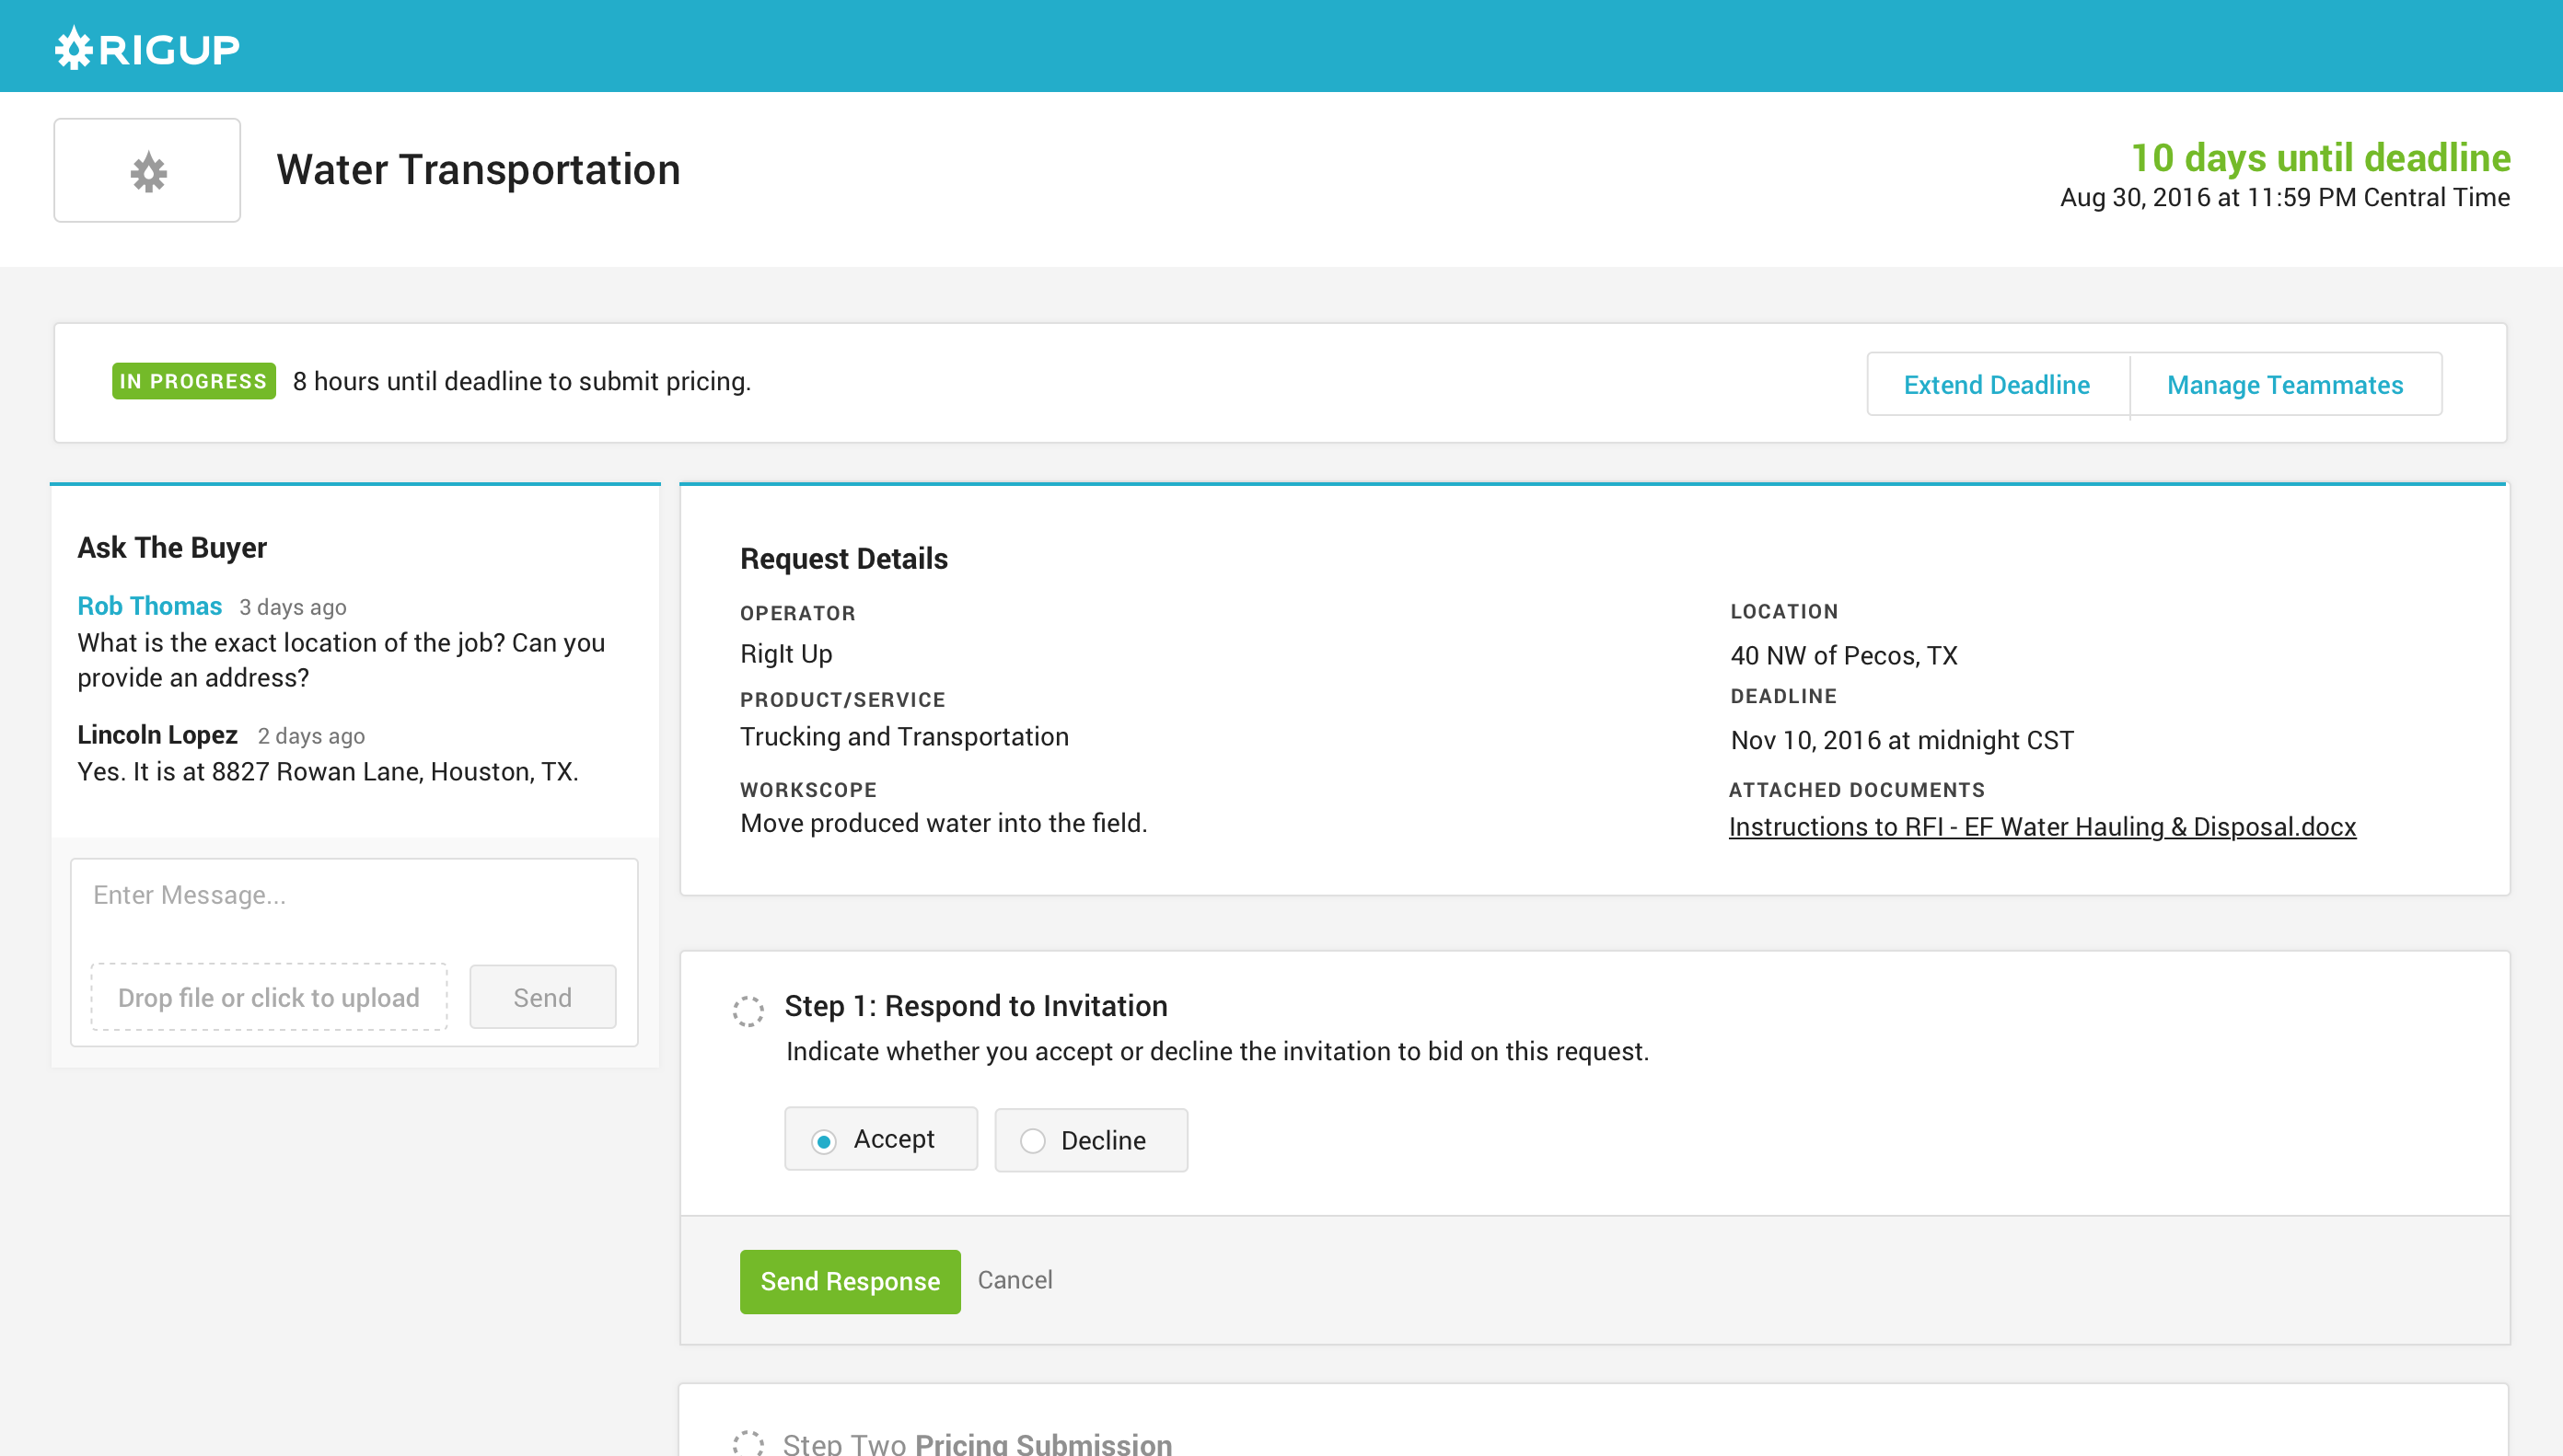 RIGUP
Water Transportation
10 days until deadline
Aug 30, 2016 at 11:59 PM Central Time
IN PROGRESS 8 hours until deadline to submit pricing.
Extend Deadline Manage Teammates
Ask The Buyer
Rob Thomas 3 days ago
What is the exact location of the job? Can you
provide an address?
Lincoln Lopez 2 days ago
Yes. It is at 8827 Rowan Lane, Houston, TX.
Enter Message...
Drop file or click to upload Send
Request Details
OPERATOR
RigIt Up
PRODUCT/SERVICE
Trucking and Transportation
WORKSCOPE
Move produced water into the field.
LOCATION
40 NW of Pecos, TX
DEADLINE
Nov 10, 2016 at midnight CST
ATTACHED DOCUMENTS
Instructions to RFI - EF Water Hauling & Disposal.docx
Step 1: Respond to Invitation
Indicate whether you accept or decline the invitation to bid on this request.
Accept Decline
Send Response Cancel
Step Two Pricing Submission